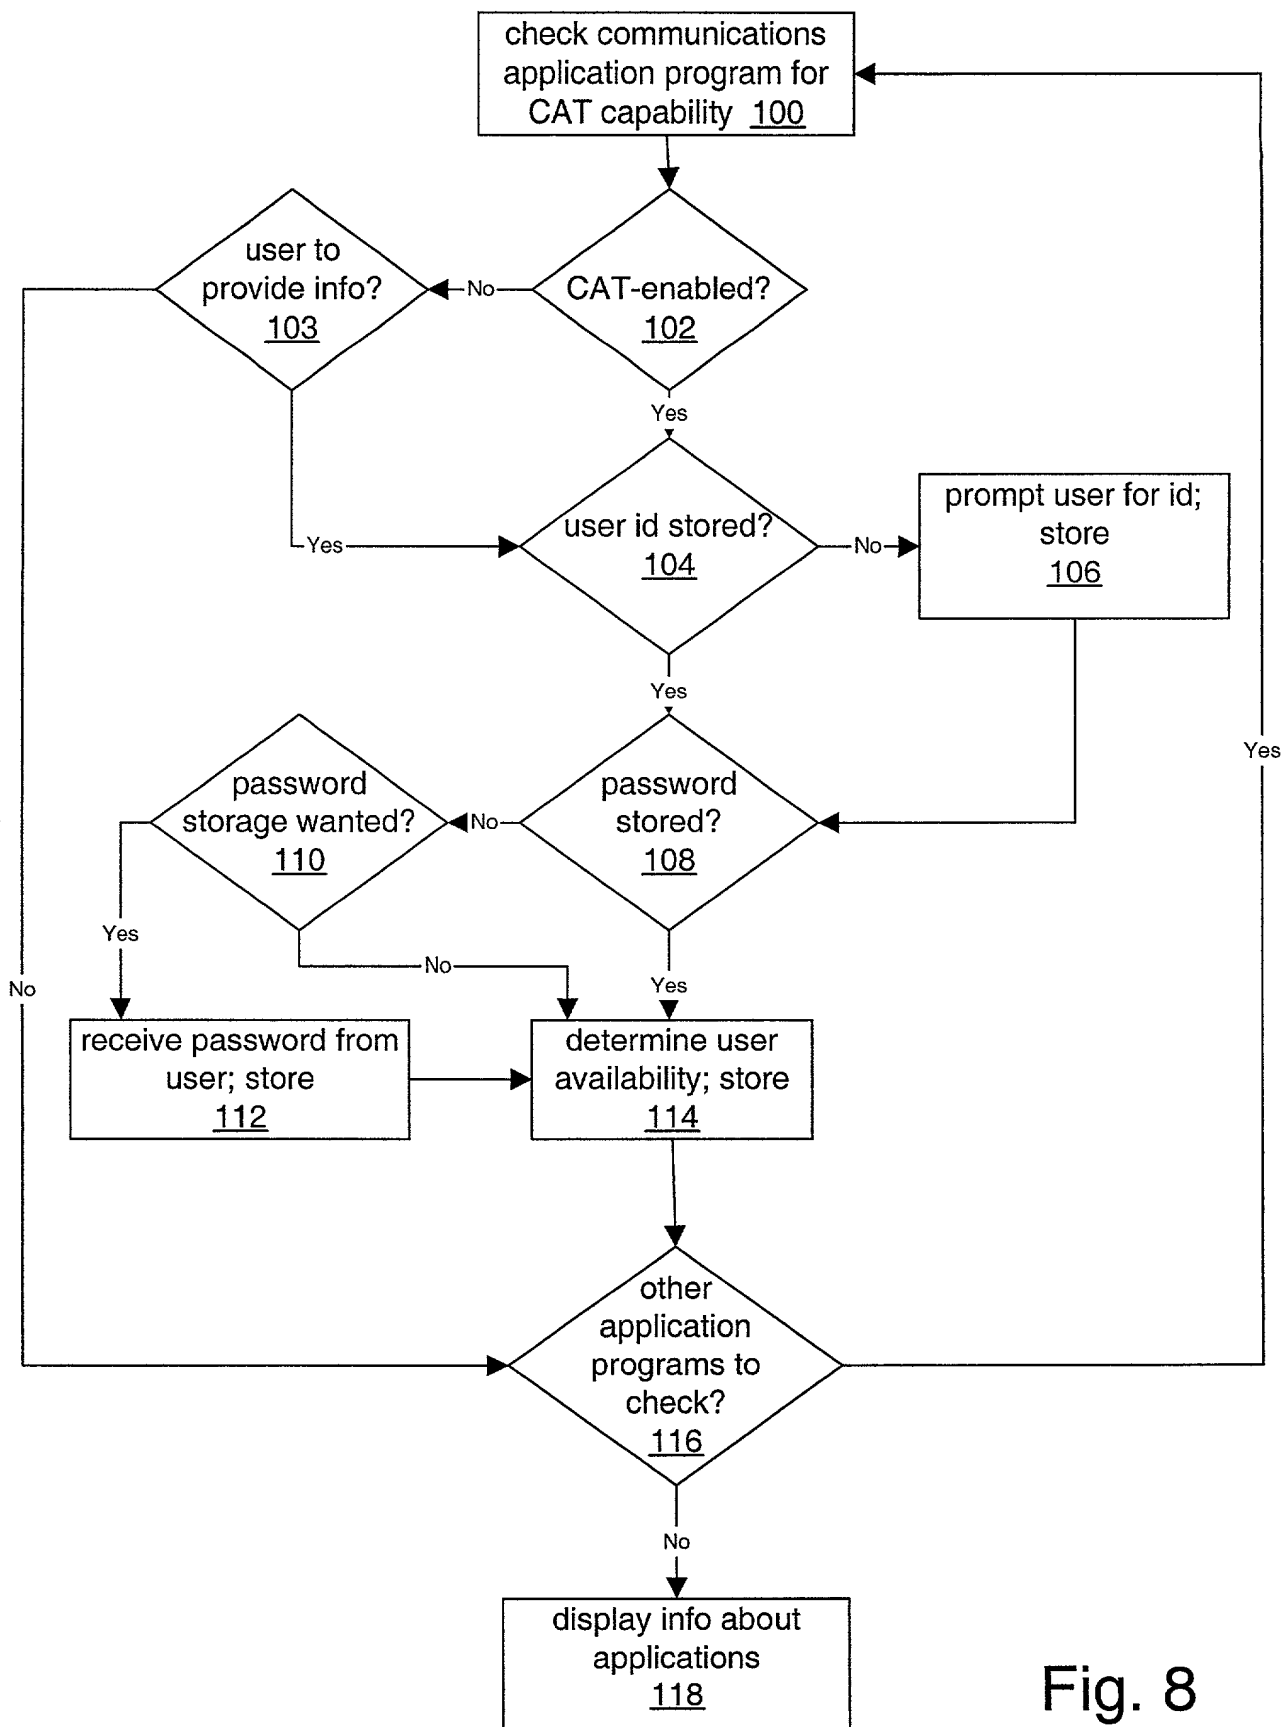 check communications
application program for
CAT capability 100
user to
provide info?
103
No
CAT-enabled?
102
Yes
user id stored?
104
Yes
No
prompt user for id;
store
106
Yes
Yes
password
storage wanted?
110
No
password
stored?
108
Yes
No
Yes
No
receive password from
user; store
112
determine user
availability; store
114
other
application
programs to
check?
116
No
display info about
applications
118
Fig. 8